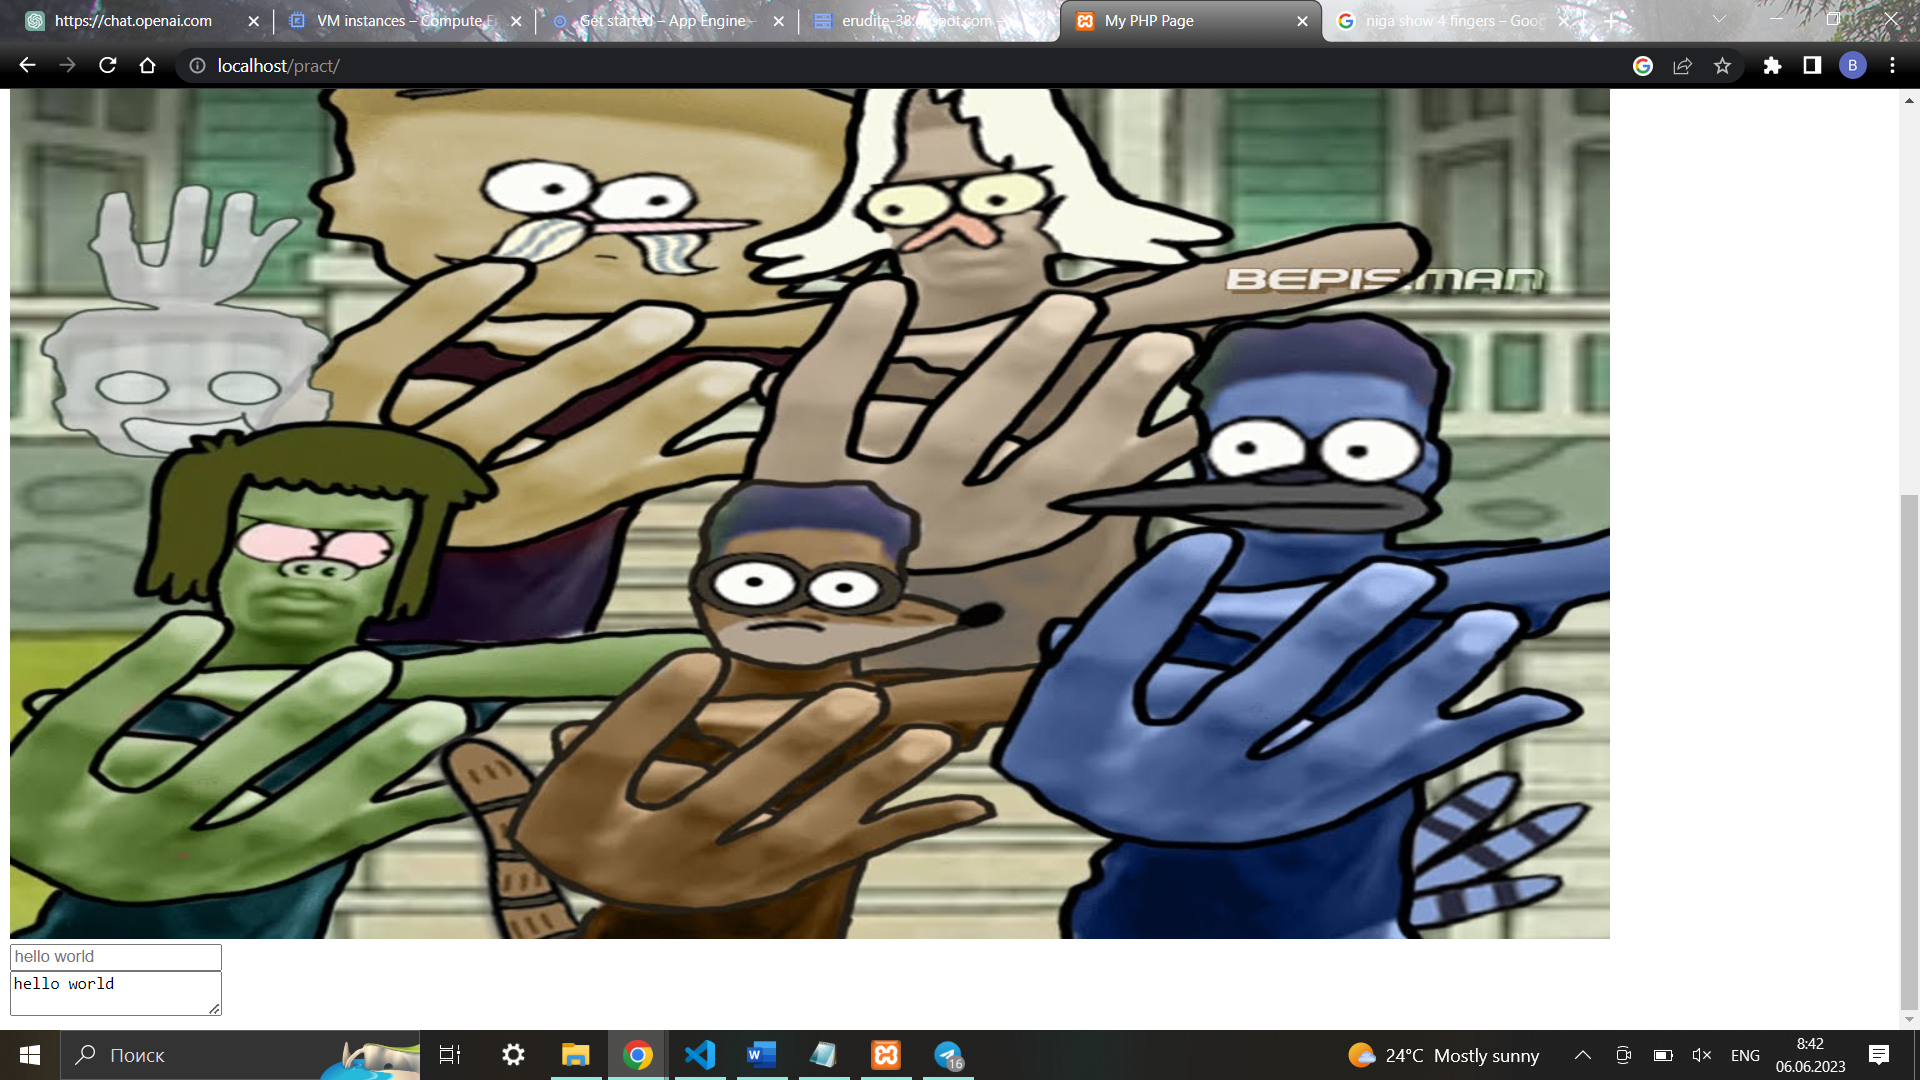 https://chat.openai.com
VM instances – Compute E
Get started – App Engine –
erudite-38 spot.com –
My PHP Page
niga show 4 fingers – Goog
localhost/pract/
B
BEPIS.MAN
hello world
hello world
Поиск
16
24°C Mostly sunny
ENG
8:42
06.06.2023